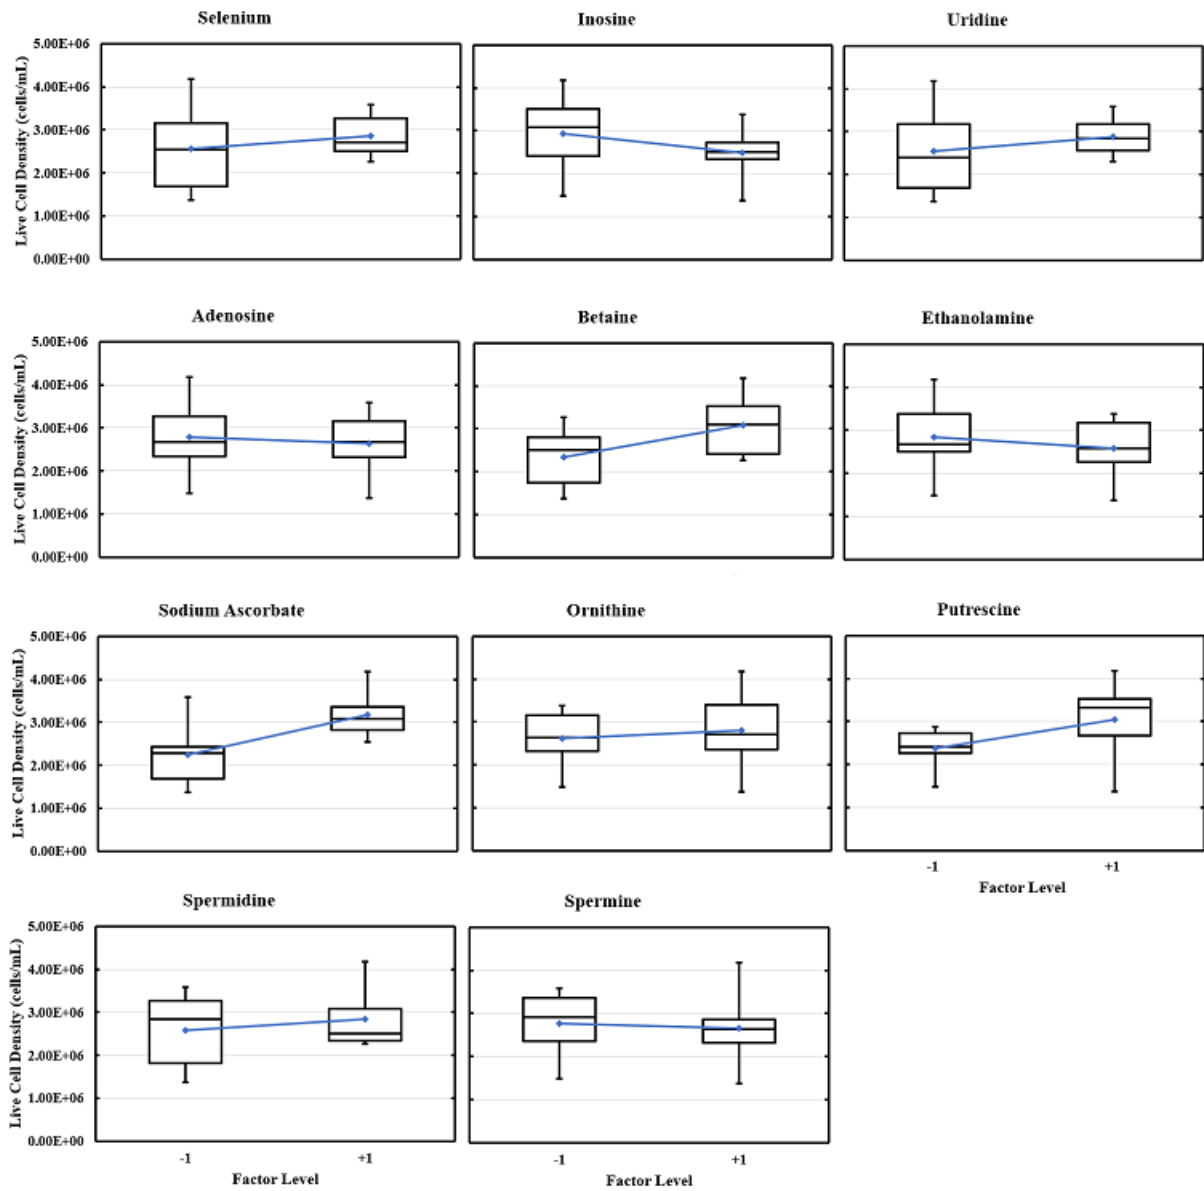 Selenium
Inosine
Uridine
Live Cell Density (cells/mL)
5.00E+06
4.00E+06
3.00E+06
2.00E+06
1.00E+06
0.00E+00
Adenosine
Betaine
Ethanolamine
Live Cell Density (cells/mL)
5.00E+06
4.00E+06
3.00E+06
2.00E+06
1.00E+06
0.00E+00
Sodium Ascorbate
Ornithine
Putrescine
Live Cell Density (cells/mL)
5.00E+06
4.00E+06
3.00E+06
2.00E+06
1.00E+06
0.00E+00
-1 +1
Factor Level
Spermidine
Spermine
Live Cell Density (cells/mL)
5.00E+06
4.00E+06
3.00E+06
2.00E+06
1.00E+06
0.00E+00
-1 +1
Factor Level
-1 +1
Factor Level